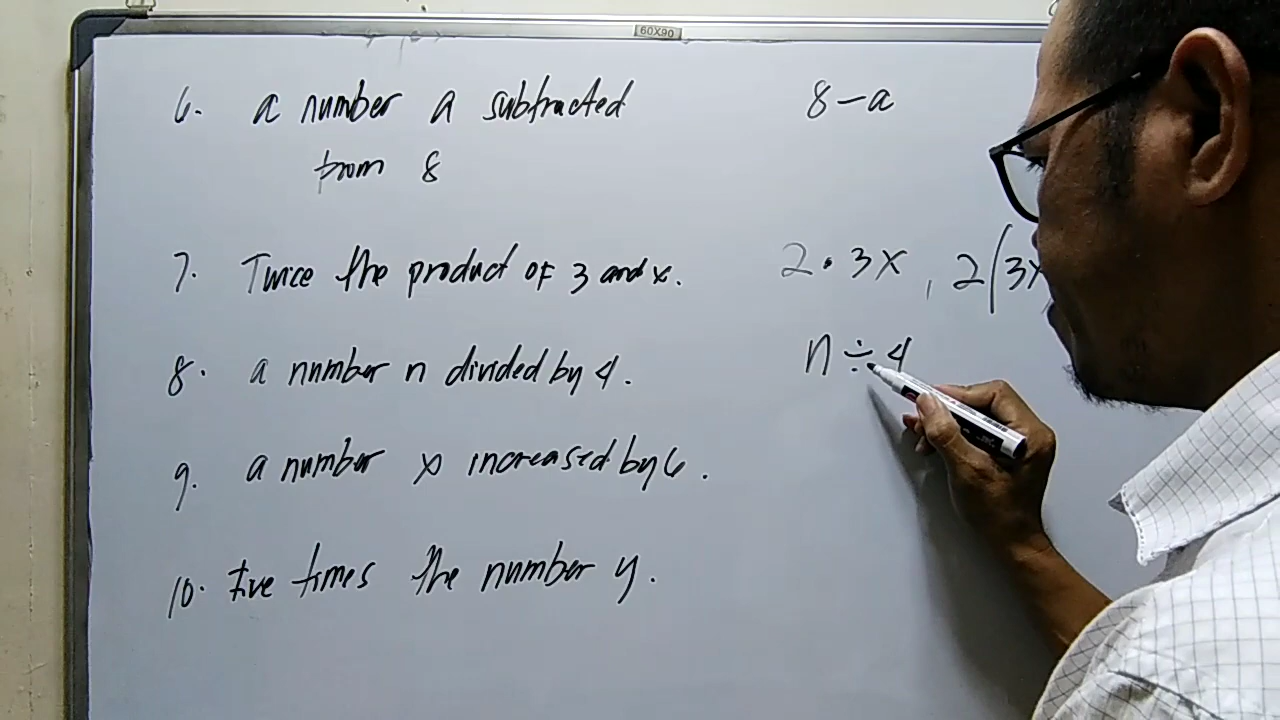 60X90
6. a number a subtracted 8-a
from 8
7. Twice the product of 3 and x. 2•3x, 2(3x
8. a number n divided by 4. n÷4
9. a number x increased by 6.
10. five times the number y.